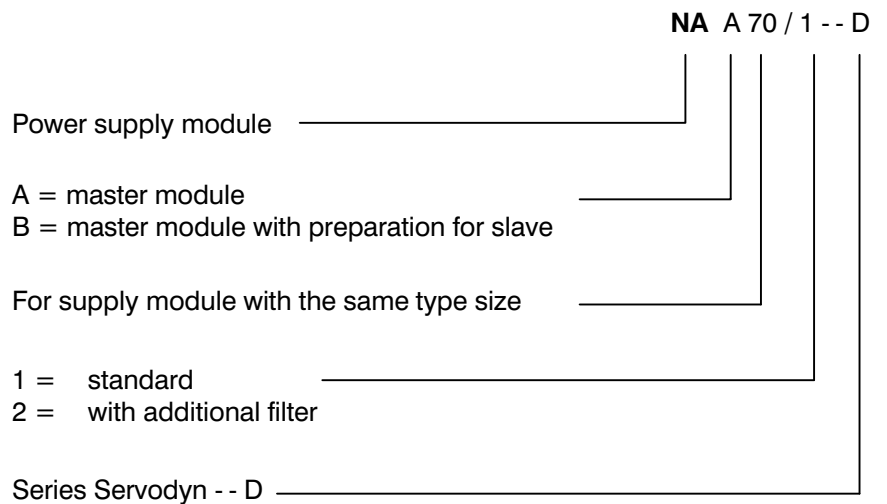 NA A 70 / 1 - - D
Power supply module
A = master module
B = master module with preparation for slave
For supply module with the same type size
1 = standard
2 = with additional filter
Series Servodyn - - D